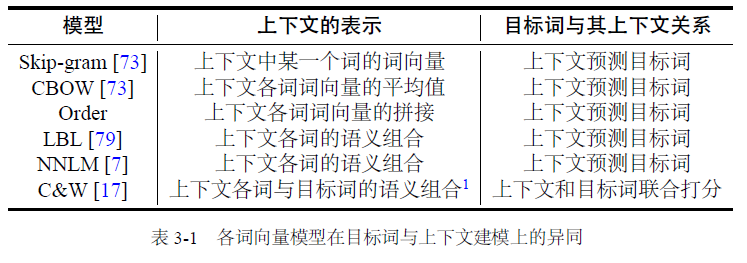 模型 上下文的表示 目标词与其上下文关系
Skip-gram [73] 上下文中某一个词的词向量 上下文预测目标词
CBOW [73] 上下文各词词向量的平均值 上下文预测目标词
Order 上下文各词词向量的拼接 上下文预测目标词
LBL [79] 上下文各词的语义组合 上下文预测目标词
NNLM [7] 上下文各词的语义组合 上下文预测目标词
C&W [17] 上下文各词与目标词的语义组合1 上下文和目标词联合打分
表 3-1 各词向量模型在目标词与上下文建模上的异同